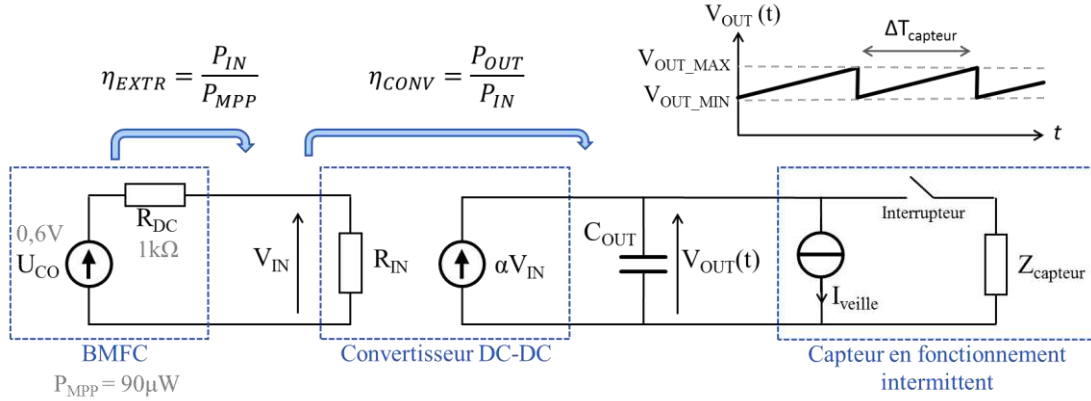 V_OUT (t)
ΔT_capteur
V_OUT_MAX
V_OUT_MIN
t
η_EXTR = P_IN / P_MPP
η_CONV = P_OUT / P_IN
0,6V
U_CO
R_DC
1kΩ
V_IN
R_IN
αV_IN
C_OUT
V_OUT(t)
I_veille
Interrupteur
Z_capteur
BMFC
P_MPP = 90µW
Convertisseur DC-DC
Capteur en fonctionnement
intermittent